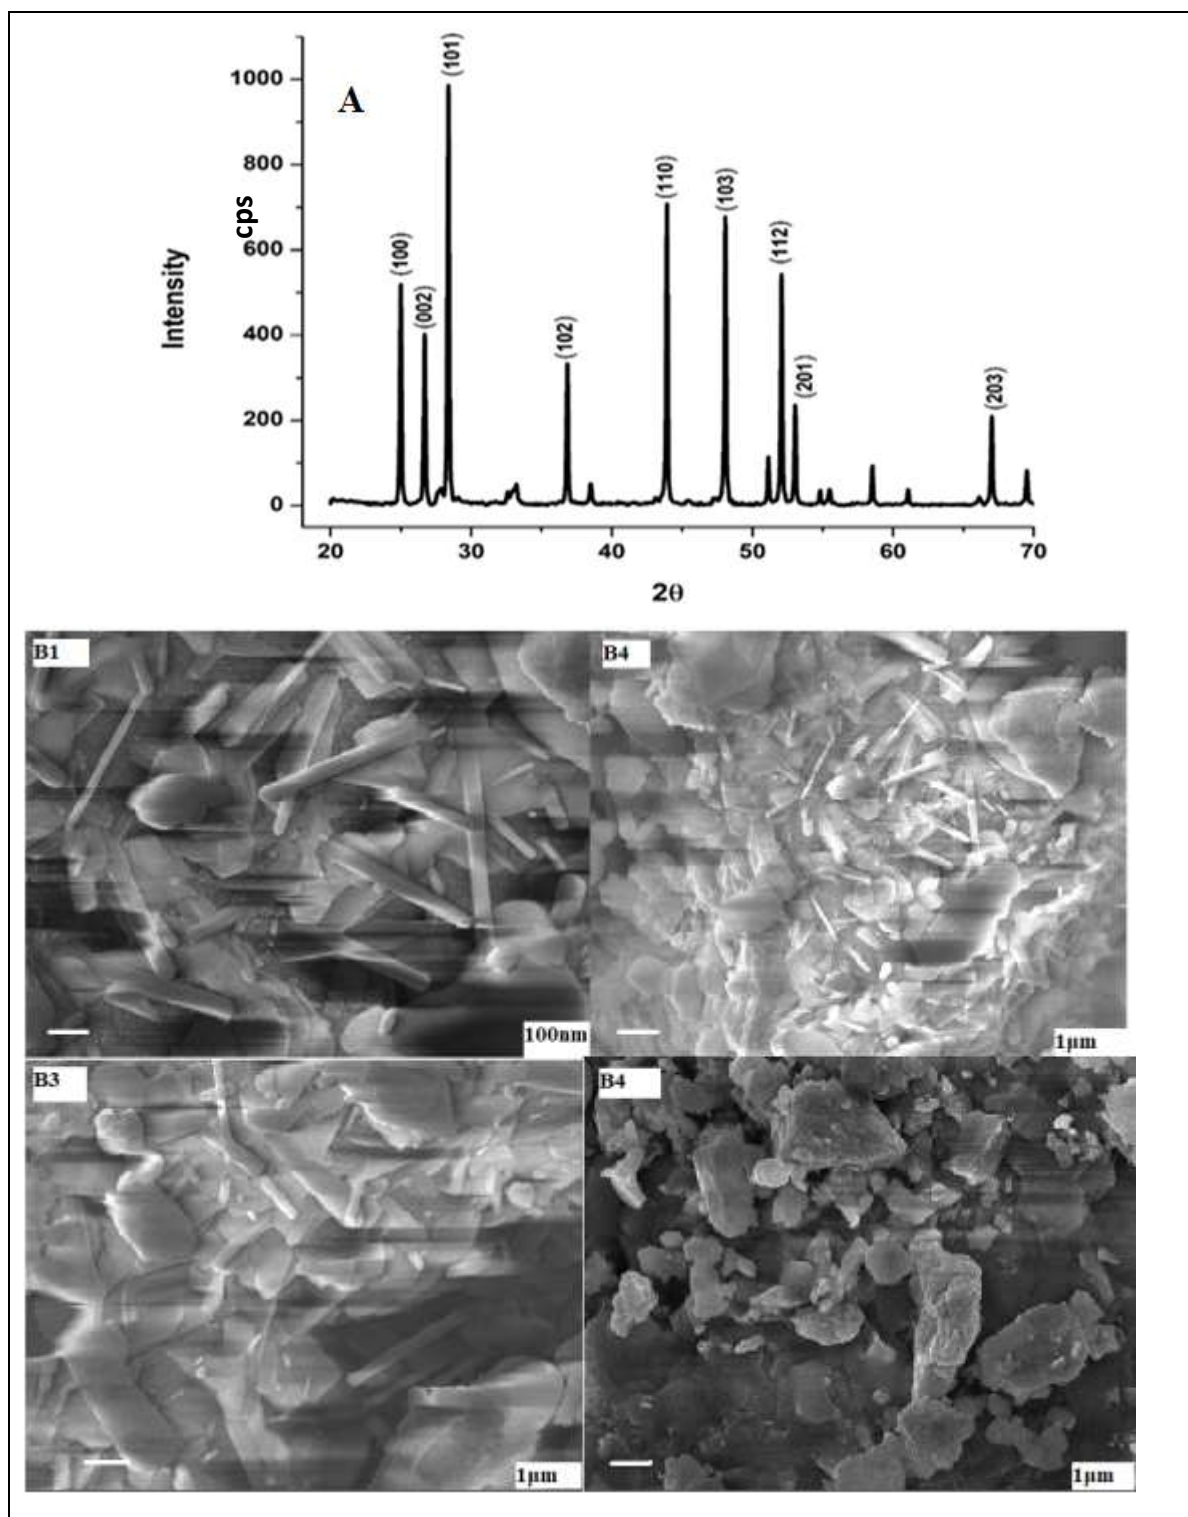 A
Intensity
cps
1000
800
600
400
200
0
(100)
(002)
(101)
(102)
(110)
(103)
(112)
(201)
(203)
20 30 40 50 60 70
2θ
B1
100nm
B4
1µm
B3
1µm
B4
1µm